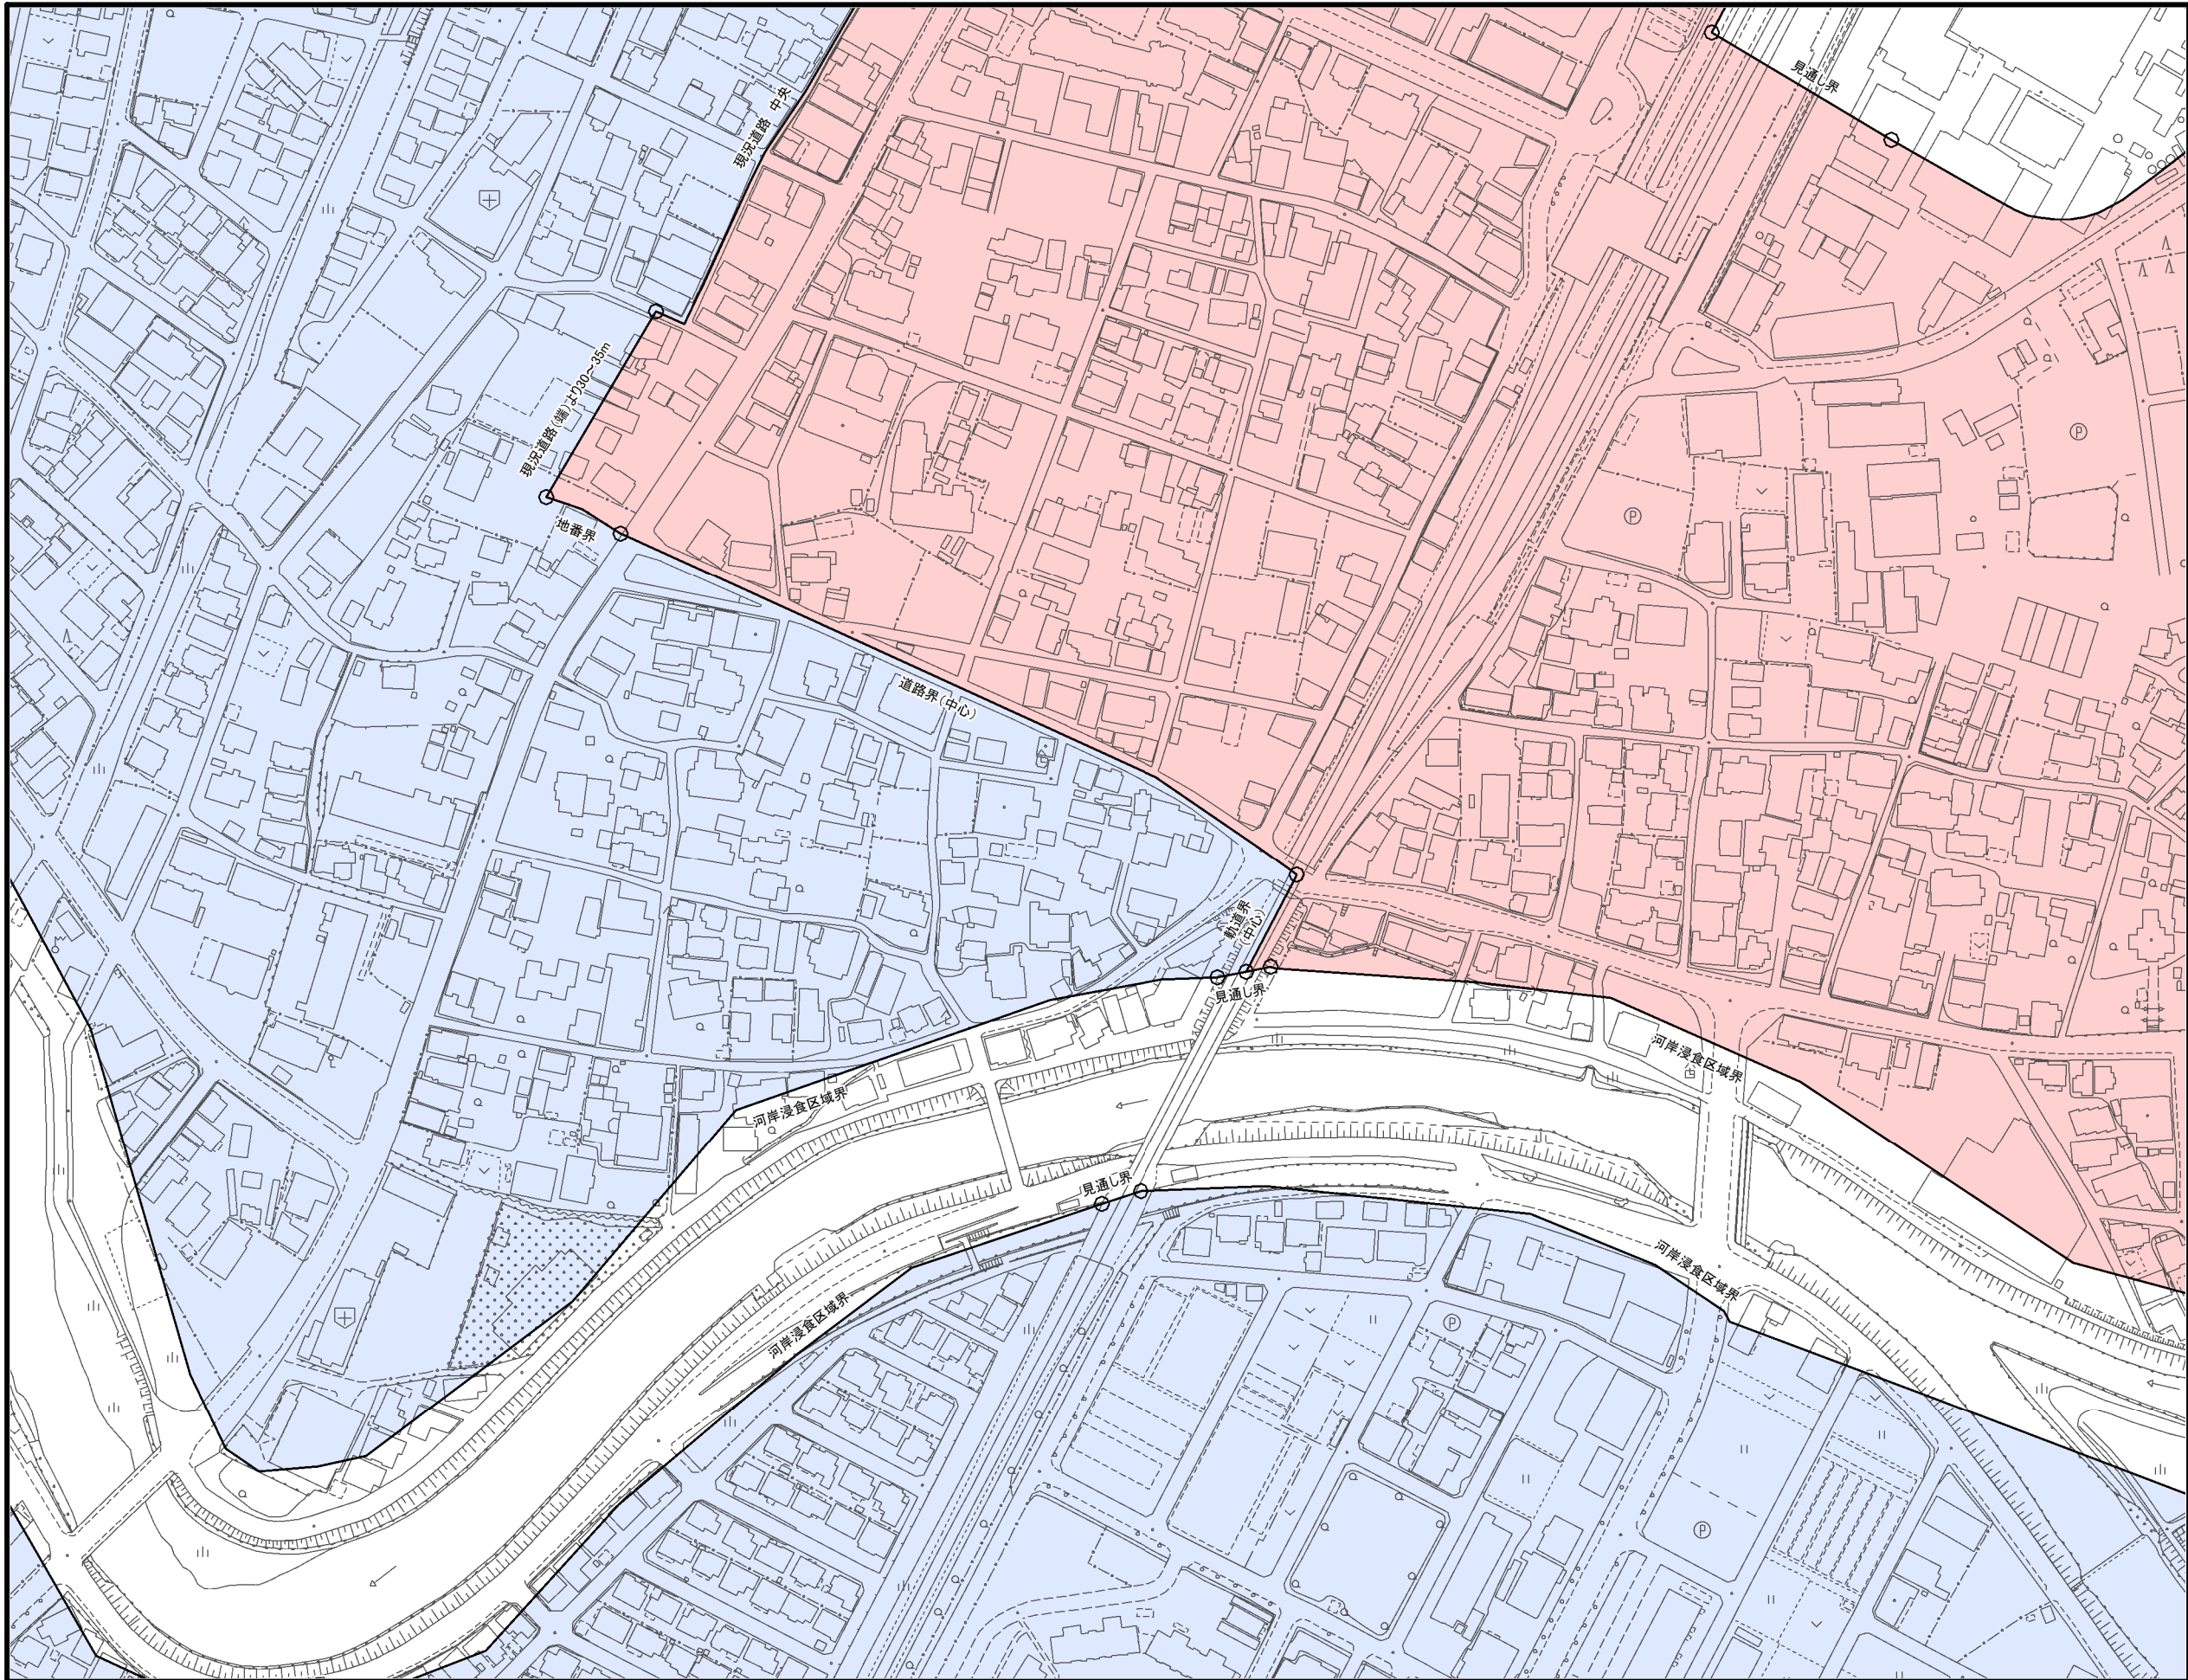 見通し界
現況道路 中央
現況道路(端)より30~35m
Ⓟ
Ⓟ
地番界
道路界(中心)
軌道界
(中心)
見通し界
河岸浸食区域界
河岸浸食区域界
見通し界
河岸浸食区域界
河岸浸食区域界
Ⓟ
Ⓟ